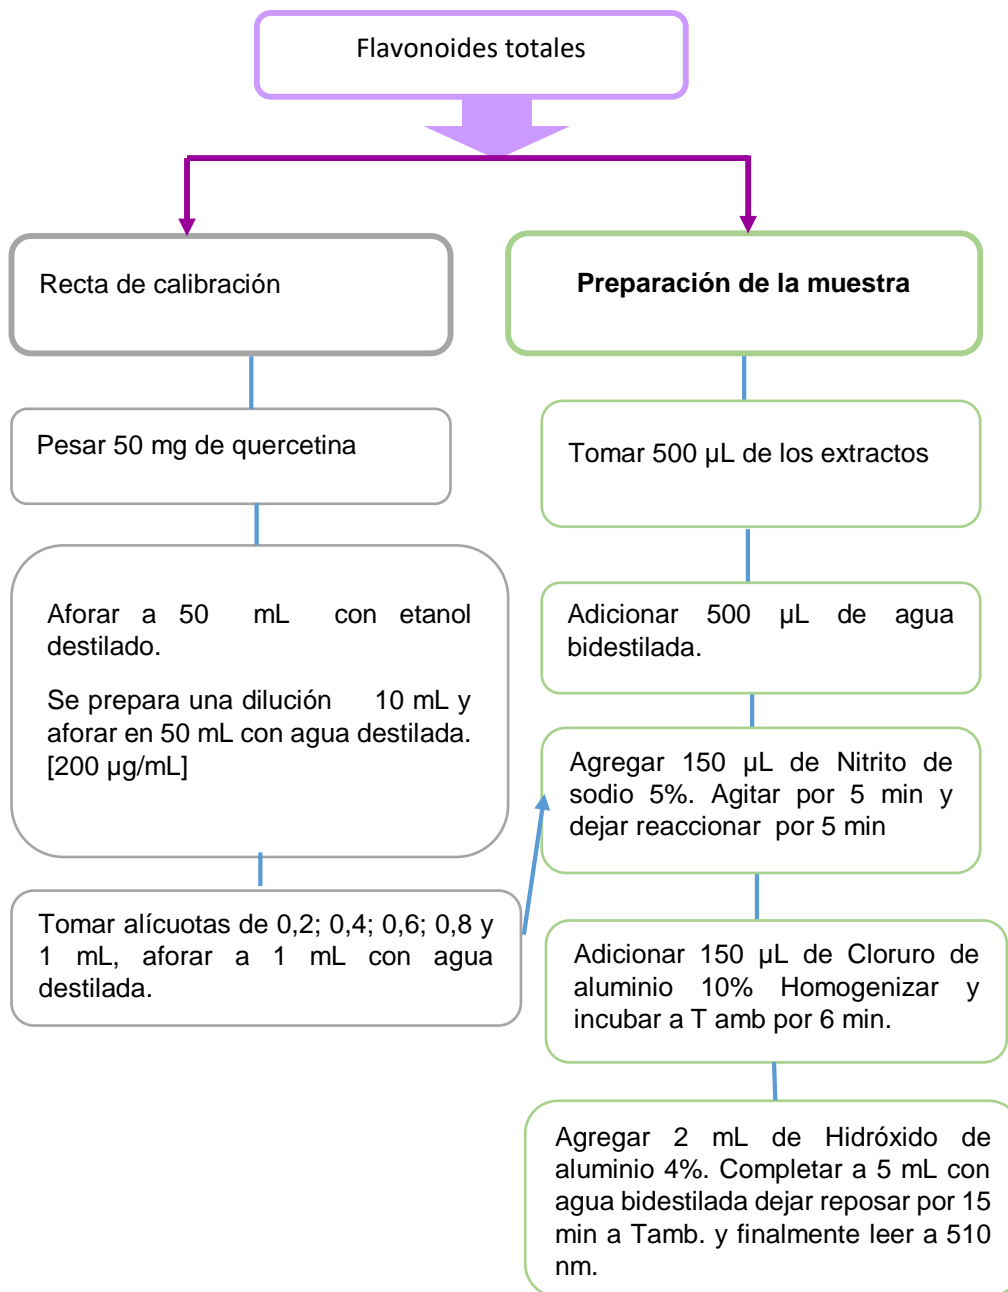 Flavonoides totales
Recta de calibración
Pesar 50 mg de quercetina
Aforar a 50 mL con etanol
destilado.
Se prepara una dilución 10 mL y
aforar en 50 mL con agua destilada.
[200 µg/mL]
Tomar alícuotas de 0,2; 0,4; 0,6; 0,8 y
1 mL, aforar a 1 mL con agua
destilada.
Preparación de la muestra
Tomar 500 µL de los extractos
Adicionar 500 µL de agua
bidestilada.
Agregar 150 µL de Nitrito de
sodio 5%. Agitar por 5 min y
dejar reaccionar por 5 min
Adicionar 150 µL de Cloruro de
aluminio 10% Homogenizar y
incubar a T amb por 6 min.
Agregar 2 mL de Hidróxido de
aluminio 4%. Completar a 5 mL con
agua bidestilada dejar reposar por 15
min a Tamb. y finalmente leer a 510
nm.